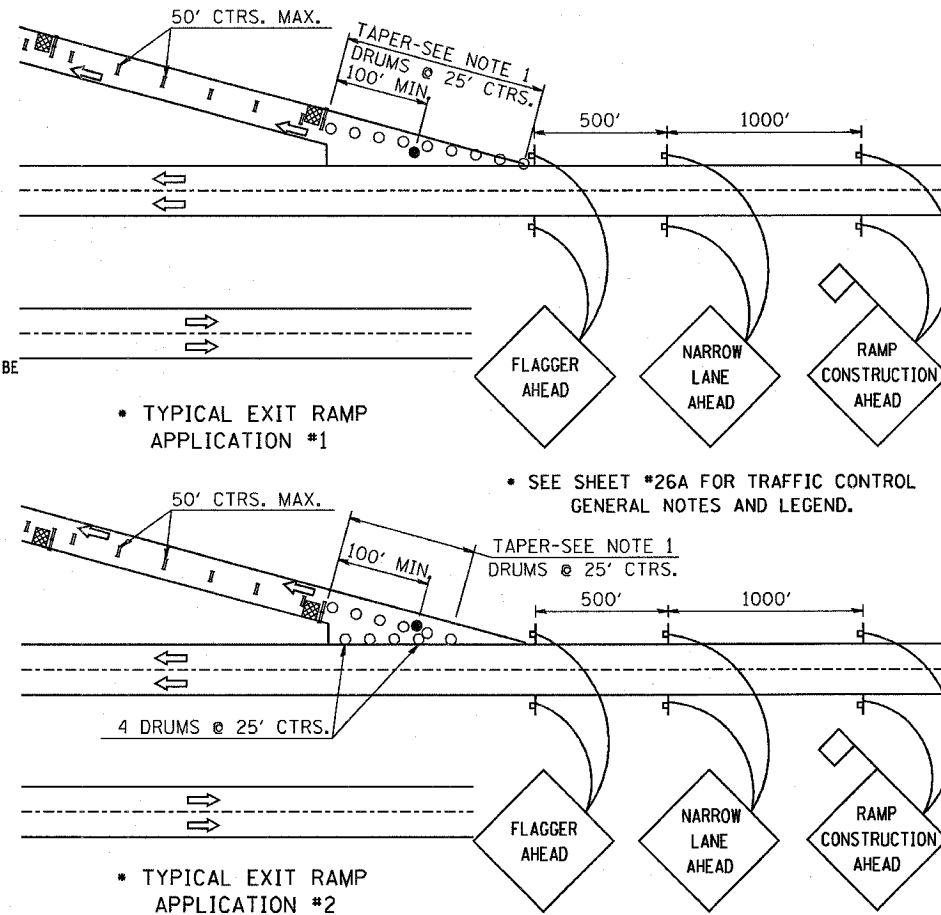 50' CTRS. MAX.
TAPER-SEE NOTE 1
DRUMS @ 25' CTRS.
100' MIN.
500'
1000'
BE
FLAGGER
AHEAD
NARROW
LANE
AHEAD
RAMP
CONSTRUCTION
AHEAD
* TYPICAL EXIT RAMP
APPLICATION #1
* SEE SHEET #26A FOR TRAFFIC CONTROL
GENERAL NOTES AND LEGEND.
50' CTRS. MAX.
TAPER-SEE NOTE 1
DRUMS @ 25' CTRS.
100' MIN.
500'
1000'
4 DRUMS @ 25' CTRS.
FLAGGER
AHEAD
NARROW
LANE
AHEAD
RAMP
CONSTRUCTION
AHEAD
* TYPICAL EXIT RAMP
APPLICATION #2